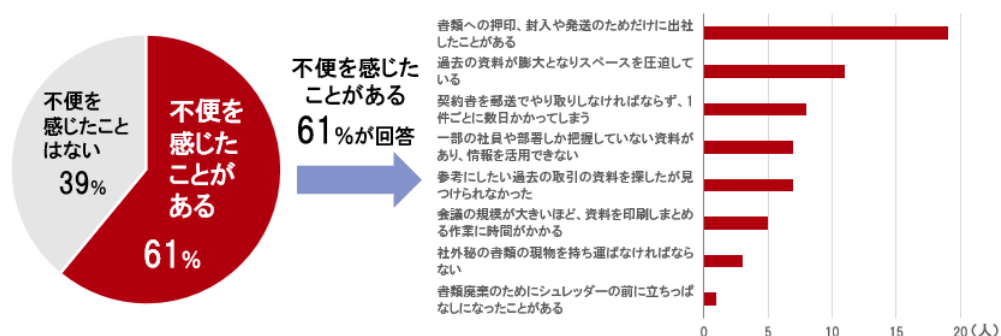 不便を
感じたこと
はない
39%
不便を
感じた
ことが
ある
61%
不便を感じた
ことがある
61%が回答
書類への押印、封入や発送のためだけに出社
したことがある
過去の資料が膨大となりスペースを圧迫して
いる
契約書を郵送でやり取りしなければならず、1
件ごとに数日かかってしまう
一部の社員や部署しか把握していない資料が
あり、情報を活用できない
参考にしたい過去の取引の資料を探したが見
つけられなかった
会議の規模が大きいほど、資料を印刷しまとめ
る作業に時間がかかる
社外秘の書類の現物を持ち運ばなければなら
ない
書類廃棄のためにシュレッダーの前に立ちっぱ
なしになったことがある
0 5 10 15 20 (人)